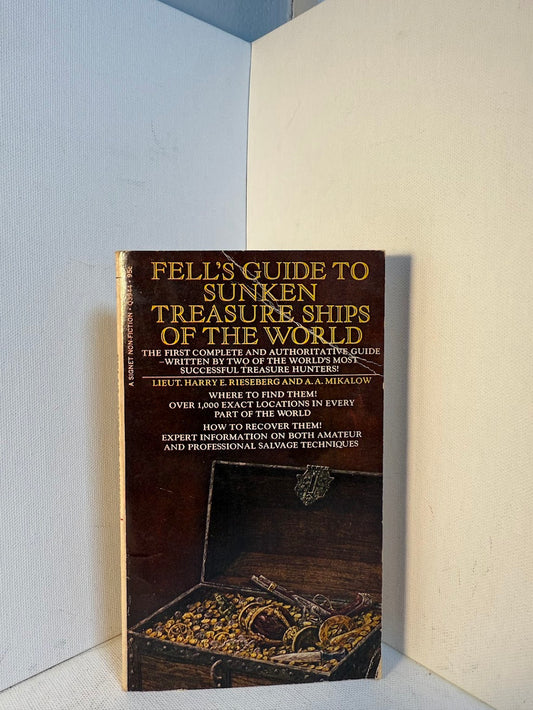 FELL'S GUIDE TO
SUNKEN
TREASURE SHIPS
OF THE WORLD
THE FIRST COMPLETE AND AUTHORITATIVE GUIDE
–WRITTEN BY TWO OF THE WORLD'S MOST
SUCCESSFUL TREASURE HUNTERS!
LIEUT. HARRY E. RIESEBERG AND A. A. MIKALOW
WHERE TO FIND THEM!
OVER 1,000 EXACT LOCATIONS IN EVERY
PART OF THE WORLD
HOW TO RECOVER THEM!
EXPERT INFORMATION ON BOTH AMATEUR
AND PROFESSIONAL SALVAGE TECHNIQUES
A SIGNET NON-FICTION • 95c